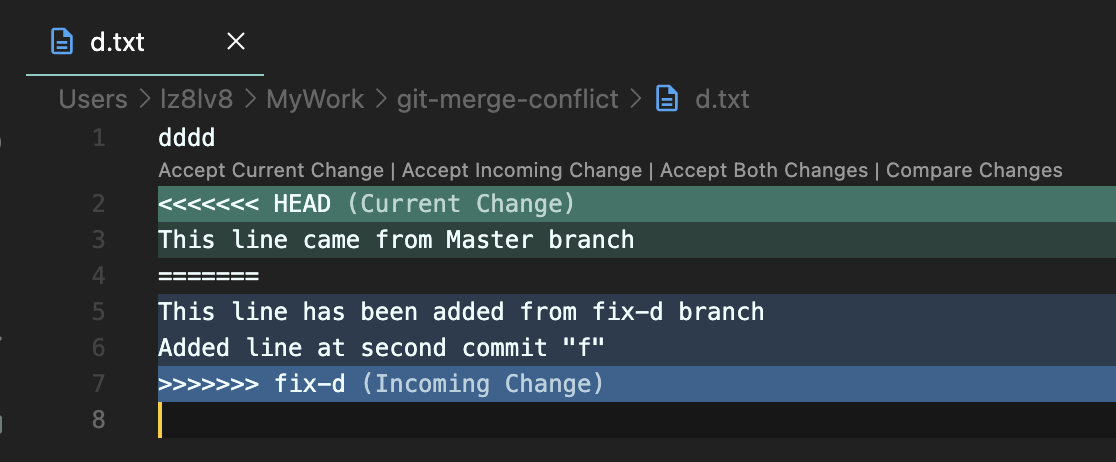 d.txt
Users > lz8lv8 > MyWork > git-merge-conflict > d.txt
1 dddd
Accept Current Change | Accept Incoming Change | Accept Both Changes | Compare Changes
2 <<<<<<< HEAD (Current Change)
3 This line came from Master branch
4 =======
5 This line has been added from fix-d branch
6 Added line at second commit "f"
7 >>>>>>> fix-d (Incoming Change)
8